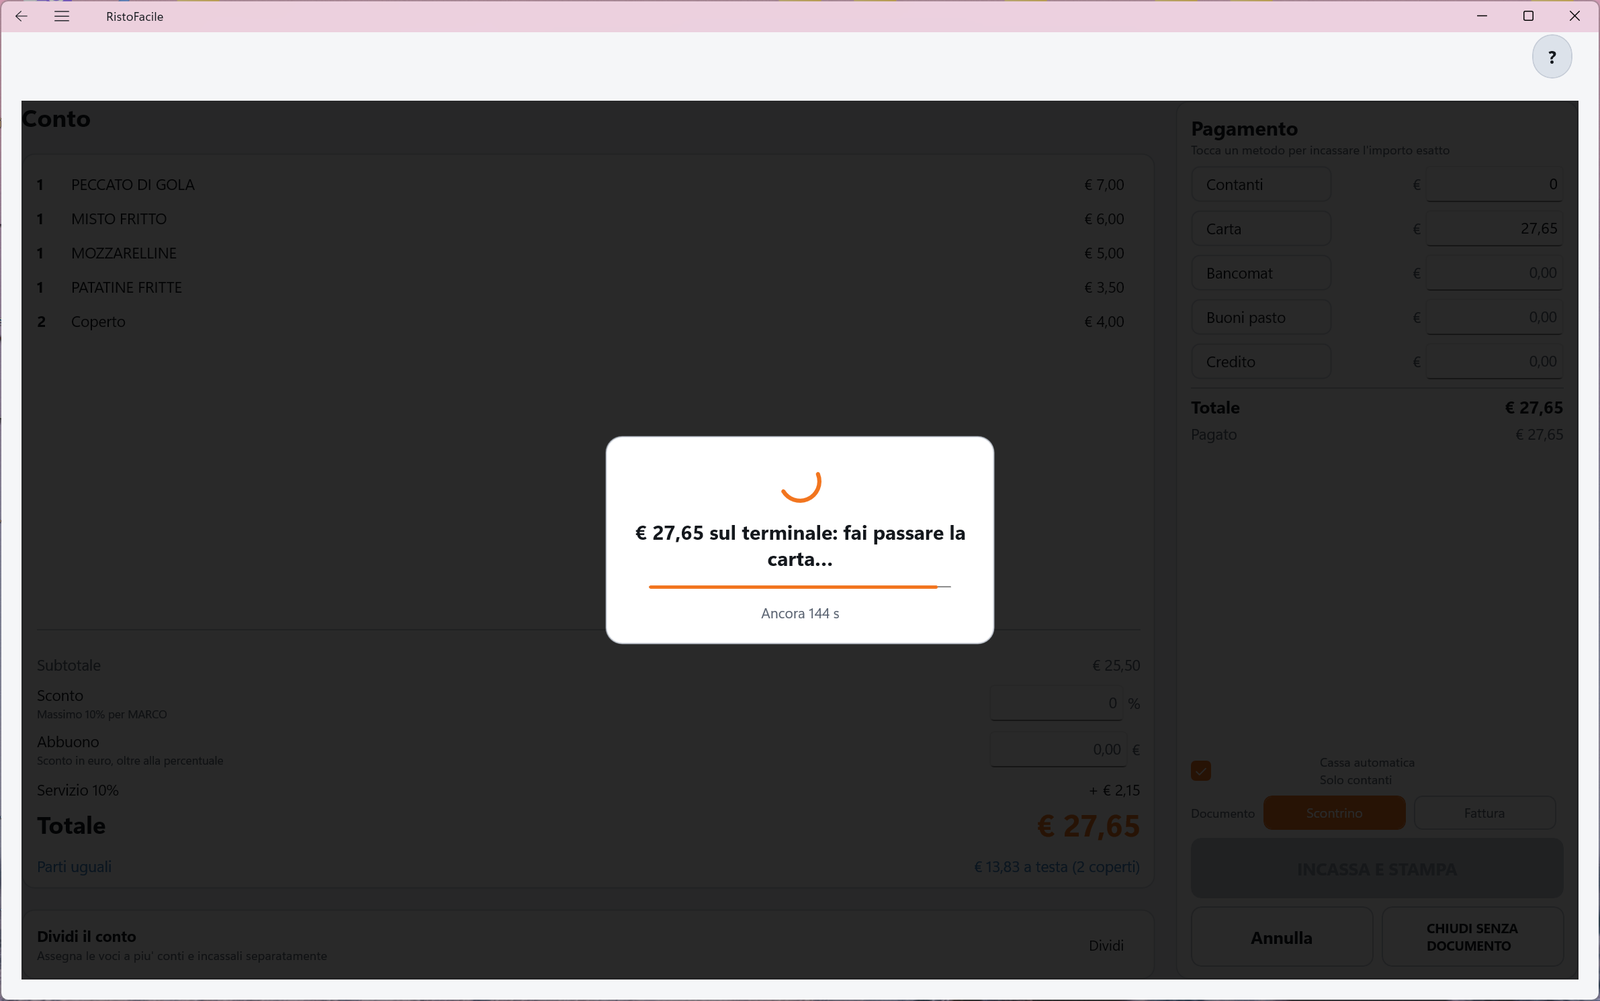 RistoFacile
?
Conto
1 PECCATO DI GOLA € 7,00
1 MISTO FRITTO € 6,00
1 MOZZARELLINE € 5,00
1 PATATINE FRITTE € 3,50
2 Coperto € 4,00
Subtotale € 25,50
Sconto 0 %
Massimo 10% per MARCO
Abbuono 0,00 €
Sconto in euro, oltre alla percentuale
Servizio 10% + € 2,15
Totale € 27,65
Parti uguali € 13,83 a testa (2 coperti)
Dividi il conto
Assegna le voci a piu' conti e incassali separatamente
Dividi
€ 27,65 sul terminale: fai passare la
carta...
Ancora 144 s
Pagamento
Tocca un metodo per incassare l'importo esatto
Contanti € 0
Carta € 27,65
Bancomat € 0,00
Buoni pasto € 0,00
Credito € 0,00
Totale € 27,65
Pagato € 27,65
Cassa automatica
Solo contanti
Documento Scontrino Fattura
INCASSA E STAMPA
Annulla
CHIUDI SENZA
DOCUMENTO